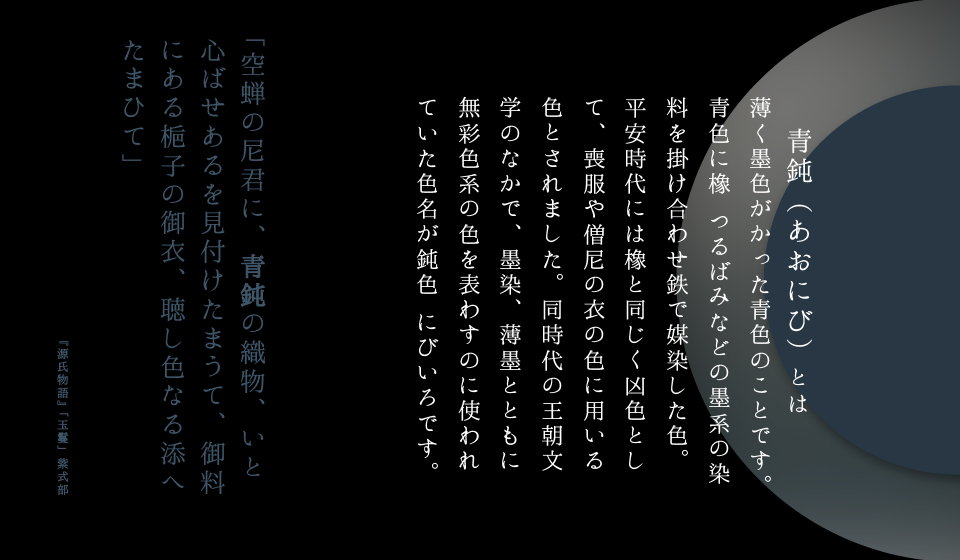 青鈍（あおにび）とは
薄く墨色がかった青色のことです。
青色に橡 つるばみなどの墨系の染
料を掛け合わせ鉄で媒染した色。
平安時代には橡と同じく凶色とし
て、喪服や僧尼の衣の色に用いる
色とされました。同時代の王朝文
学のなかで、墨染、薄墨とともに
無彩色系の色を表わすのに使われ
ていた色名が鈍色 にびいろです。
「空蝉の尼君に、青鈍の織物、いと
心ばせあるを見付けたまうて、御料
にある梔子の御衣、聴し色なる添へ
たまひて」
『源氏物語』「玉鬘」紫式部